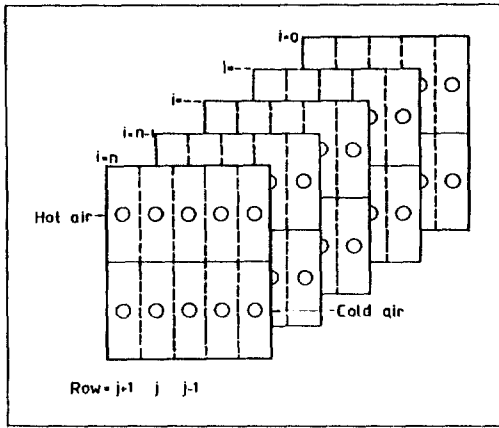 i=0
i=
i=
i=n-1
i=n
Hot air
Cold air
Row = j+1 j j-1